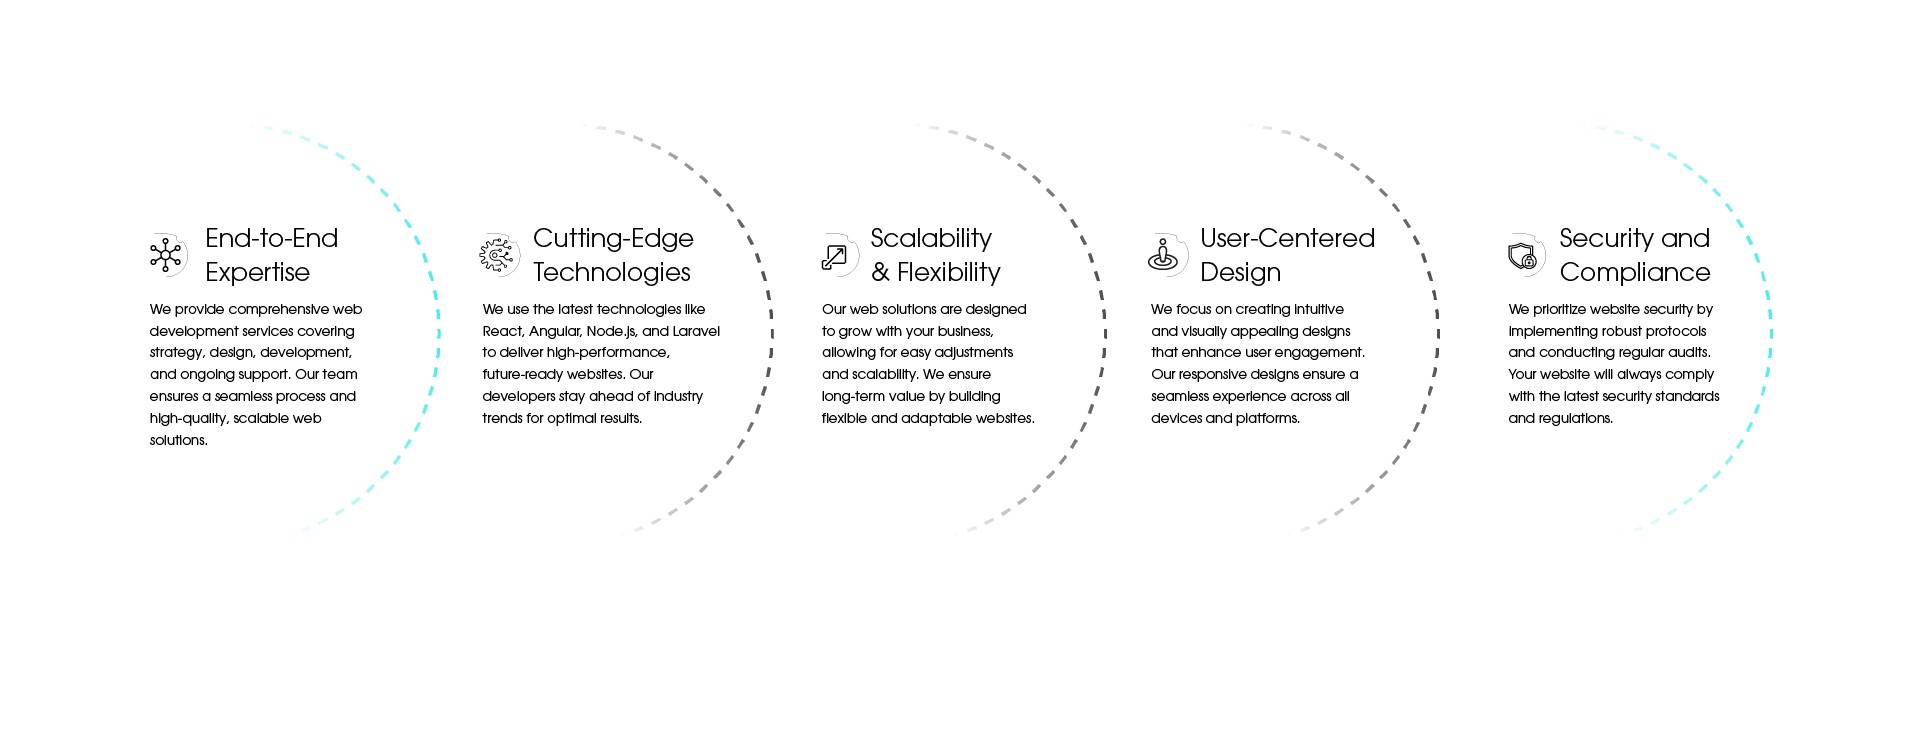 End-to-End
Expertise
We provide comprehensive web
development services covering
strategy, design, development,
and ongoing support. Our team
ensures a seamless process and
high-quality, scalable web
solutions.
Cutting-Edge
Technologies
We use the latest technologies like
React, Angular, Node.js, and Laravel
to deliver high-performance,
future-ready websites. Our
developers stay ahead of industry
trends for optimal results.
Scalability
& Flexibility
Our web solutions are designed
to grow with your business,
allowing for easy adjustments
and scalability. We ensure
long-term value by building
flexible and adaptable websites.
User-Centered
Design
We focus on creating intuitive
and visually appealing designs
that enhance user engagement.
Our responsive designs ensure a
seamless experience across all
devices and platforms.
Security and
Compliance
We prioritize website security by
implementing robust protocols
and conducting regular audits.
Your website will always comply
with the latest security standards
and regulations.